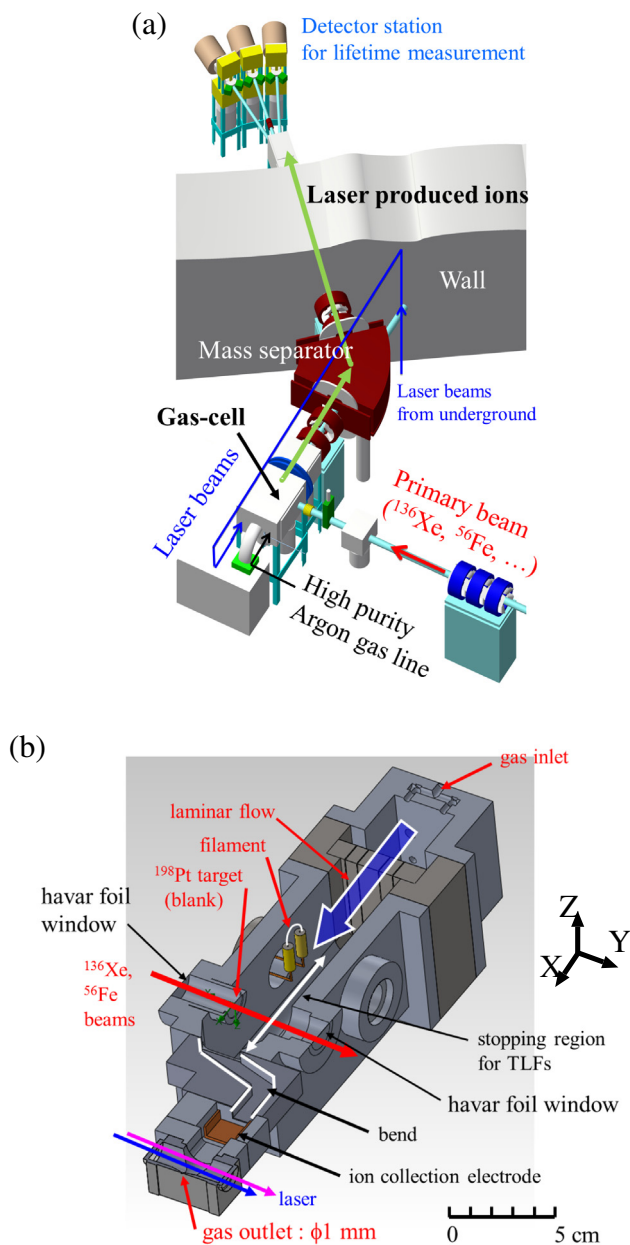 (a)
Detector station
for lifetime measurement
Laser produced ions
Wall
Mass separator
Laser beams
from underground
Gas-cell
Laser beams
Primary beam
(¹³⁶Xe, ⁵⁶Fe, …)
High purity
Argon gas line
(b)
gas inlet
laminar flow
filament
¹⁹⁸Pt target
(blank)
havar foil
window
Z
Y
X
¹³⁶Xe,
⁵⁶Fe
beams
stopping region
for TLFs
havar foil window
bend
ion collection electrode
laser
gas outlet : ϕ1 mm
0 5 cm